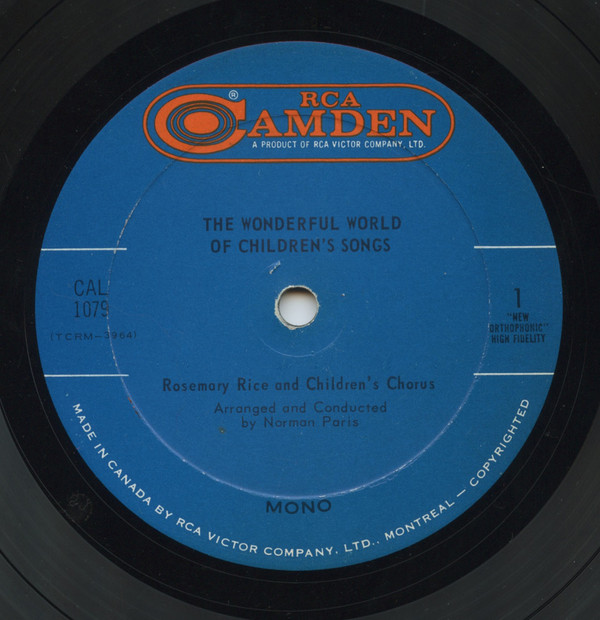 ®
RCA
CAMDEN
A PRODUCT OF RCA VICTOR COMPANY, LTD.
THE WONDERFUL WORLD
OF CHILDREN'S SONGS
CAL
1079
(TCRM-3964)
1
"NEW
ORTHOPHONIC"
HIGH FIDELITY
Rosemary Rice and Children's Chorus
Arranged and Conducted
by Norman Paris
MONO
MADE IN CANADA BY RCA VICTOR COMPANY, LTD., MONTREAL — COPYRIGHTED